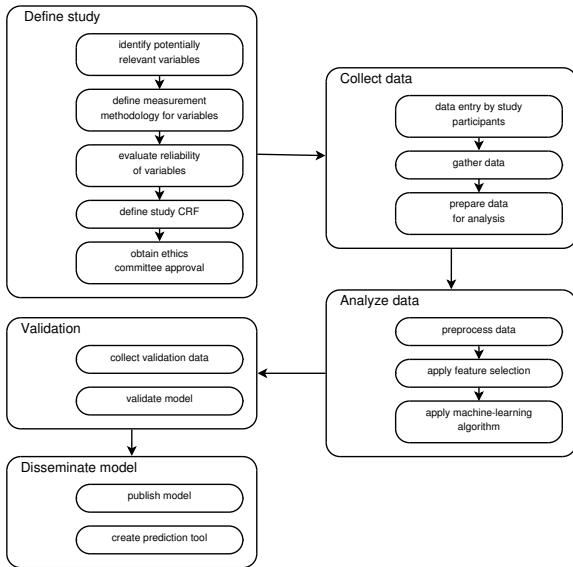 Define study
identify potentially
relevant variables
define measurement
methodology for variables
evaluate reliability
of variables
define study CRF
obtain ethics
committee approval
Collect data
data entry by study
participants
gather data
prepare data
for analysis
Analyze data
preprocess data
apply feature selection
apply machine-learning
algorithm
Validation
collect validation data
validate model
Disseminate model
publish model
create prediction tool